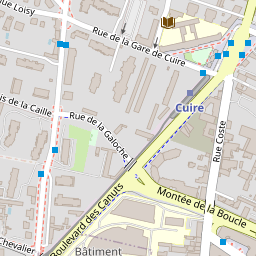 ue Loisy
Rue de la Gare de Cuire
Cuire
is de la Caille
Rue de la Galoche
Rue Coste
Montée de la Boucle
Boulevard des Canuts
Chevalier
Bâtiment